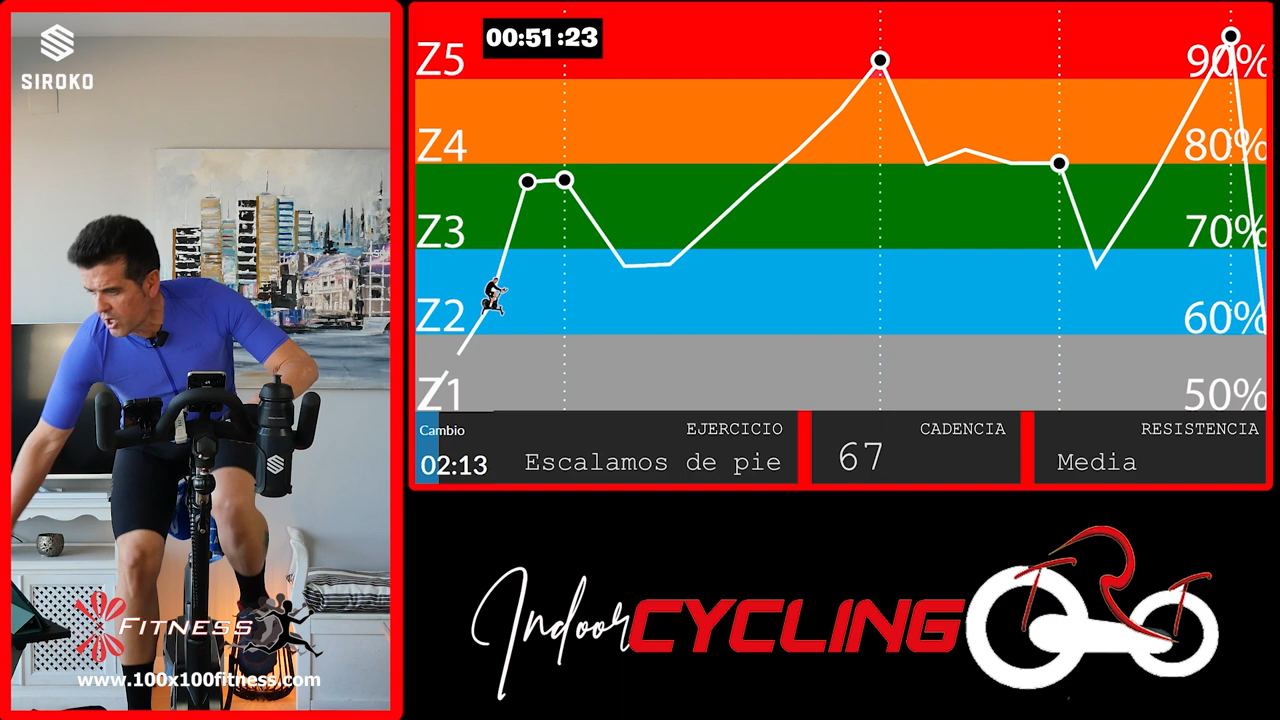 SIROKO
FITNESS
www.100x100fitness.com
00:51:23
Z5
90%
Z4
80%
Z3
70%
Z2
60%
Z1
50%
Cambio
02:13
EJERCICIO
Escalamos de pie
CADENCIA
67
RESISTENCIA
Media
Indoor CYCLING